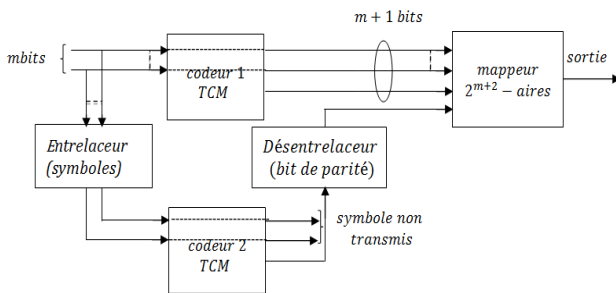 m + 1 bits
mbits
codeur 1
TCM
mappeur
2^{m+2} − aires
sortie
Entrelaceur
(symboles)
Désentrelaceur
(bit de parité)
codeur 2
TCM
symbole non
transmis